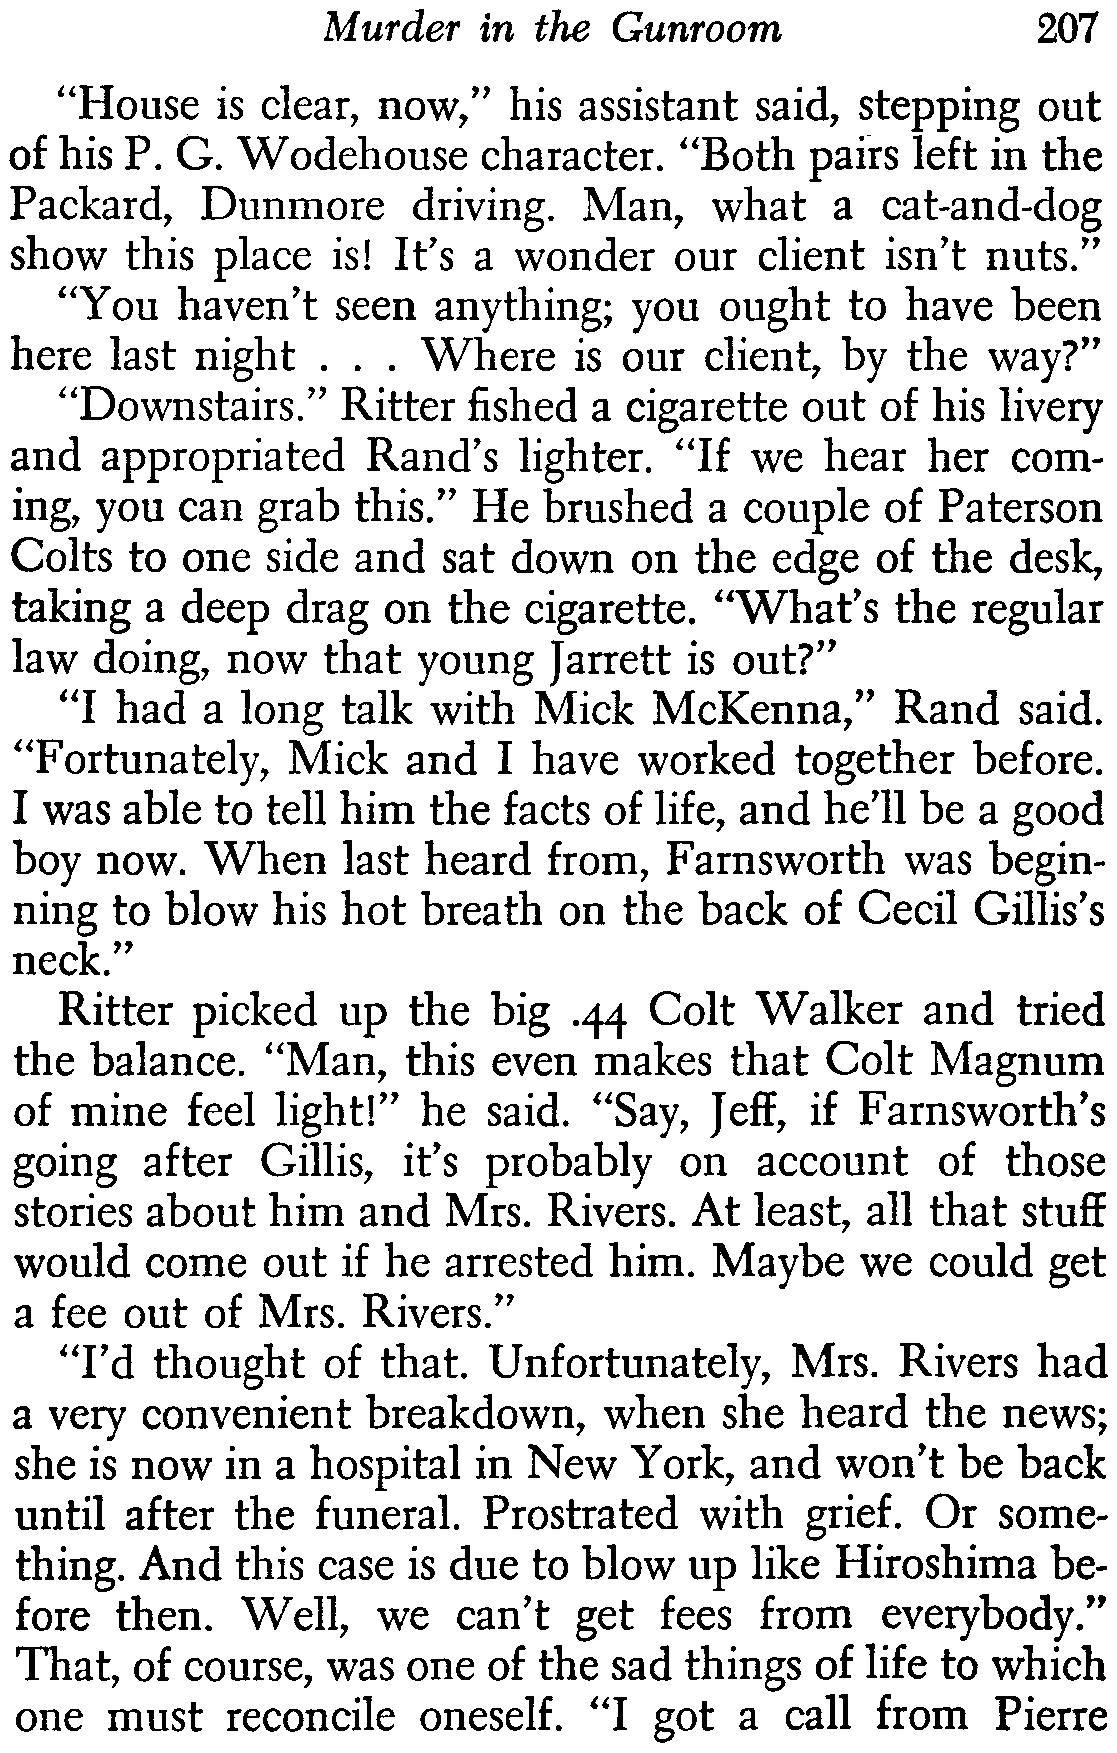 Murder in the Gunroom 207
"House is clear, now," his assistant said, stepping out
of his P. G. Wodehouse character. "Both pairs left in the
Packard, Dunmore driving. Man, what a cat-and-dog
show this place is! It's a wonder our client isn't nuts."
"You haven't seen anything; you ought to have been
here last night . . . Where is our client, by the way?"
"Downstairs." Ritter fished a cigarette out of his livery
and appropriated Rand's lighter. "If we hear her com-
ing, you can grab this." He brushed a couple of Paterson
Colts to one side and sat down on the edge of the desk,
taking a deep drag on the cigarette. "What's the regular
law doing, now that young Jarrett is out?"
"I had a long talk with Mick McKenna," Rand said.
"Fortunately, Mick and I have worked together before.
I was able to tell him the facts of life, and he'll be a good
boy now. When last heard from, Farnsworth was begin-
ning to blow his hot breath on the back of Cecil Gillis's
neck."
Ritter picked up the big .44 Colt Walker and tried
the balance. "Man, this even makes that Colt Magnum
of mine feel light!" he said. "Say, Jeff, if Farnsworth's
going after Gillis, it's probably on account of those
stories about him and Mrs. Rivers. At least, all that stuff
would come out if he arrested him. Maybe we could get
a fee out of Mrs. Rivers."
"I'd thought of that. Unfortunately, Mrs. Rivers had
a very convenient breakdown, when she heard the news;
she is now in a hospital in New York, and won't be back
until after the funeral. Prostrated with grief. Or some-
thing. And this case is due to blow up like Hiroshima be-
fore then. Well, we can't get fees from everybody."
That, of course, was one of the sad things of life to which
one must reconcile oneself. "I got a call from Pierre